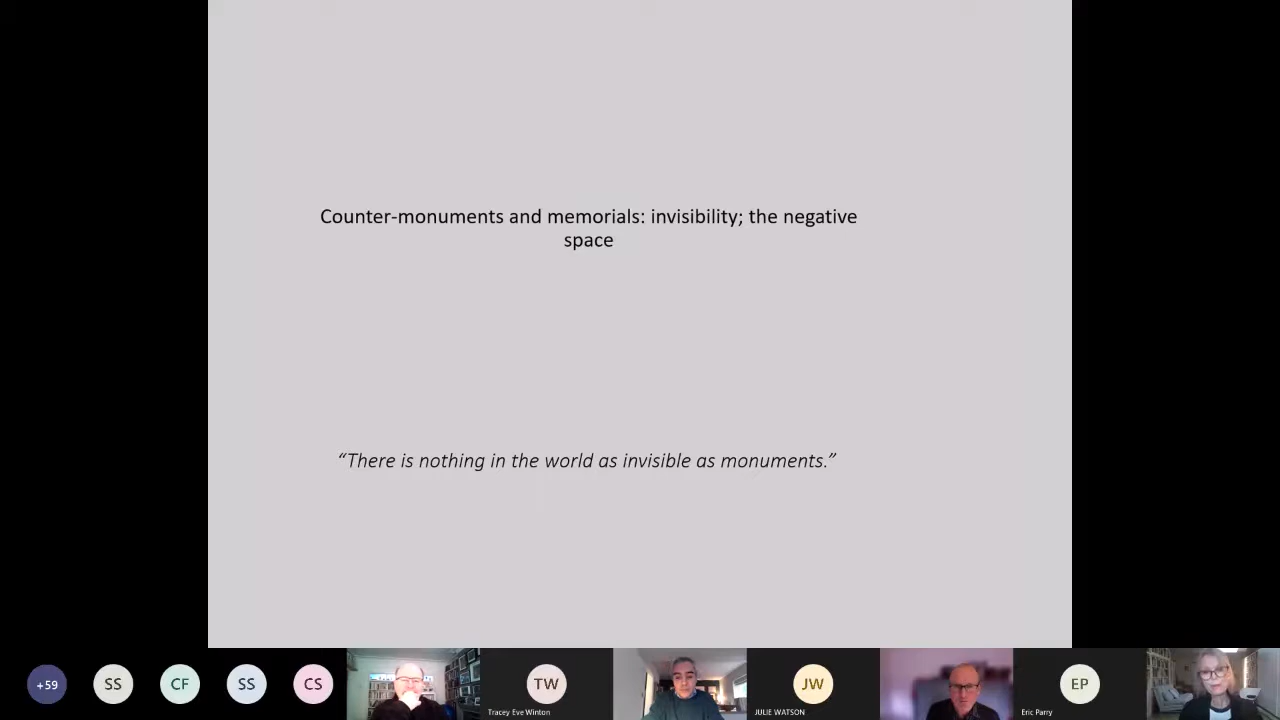 Counter-monuments and memorials: invisibility; the negative
space
“There is nothing in the world as invisible as monuments.”
+59
SS
CF
SS
CS
TW
Tracey Eve Winton
JW
JULIE WATSON
EP
Eric Parry